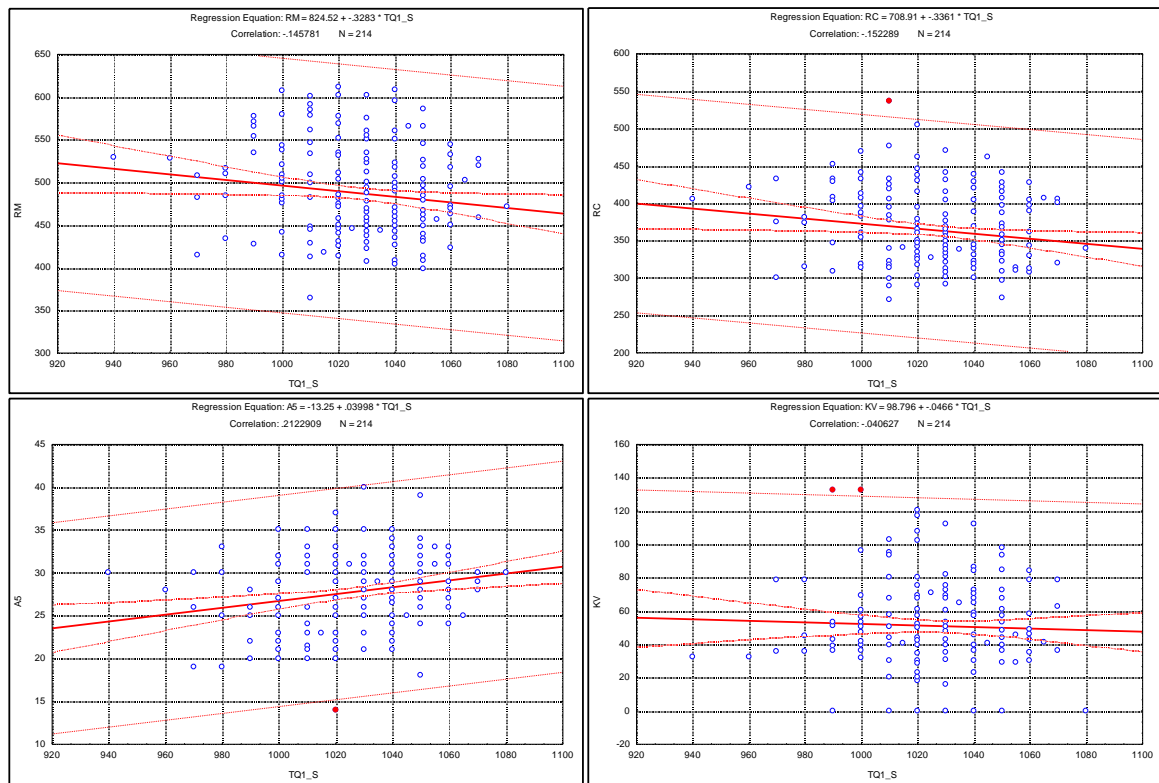 Regression Equation: RM = 824.52 + -.3283 * TQ1_S
Correlation: -.145781 N = 214
650
600
550
500
450
400
350
300
RM
920 940 960 980 1000 1020 1040 1060 1080 1100
TQ1_S
Regression Equation: RC = 708.91 + -.3361 * TQ1_S
Correlation: -.152289 N = 214
600
550
500
450
400
350
300
250
200
RC
920 940 960 980 1000 1020 1040 1060 1080 1100
TQ1_S
Regression Equation: A5 = -13.25 + .03998 * TQ1_S
Correlation: .2122909 N = 214
45
40
35
30
25
20
15
10
A5
920 940 960 980 1000 1020 1040 1060 1080 1100
TQ1_S
Regression Equation: KV = 98.796 + -.0466 * TQ1_S
Correlation: -.040627 N = 214
160
140
120
100
80
60
40
20
0
-20
KV
920 940 960 980 1000 1020 1040 1060 1080 1100
TQ1_S